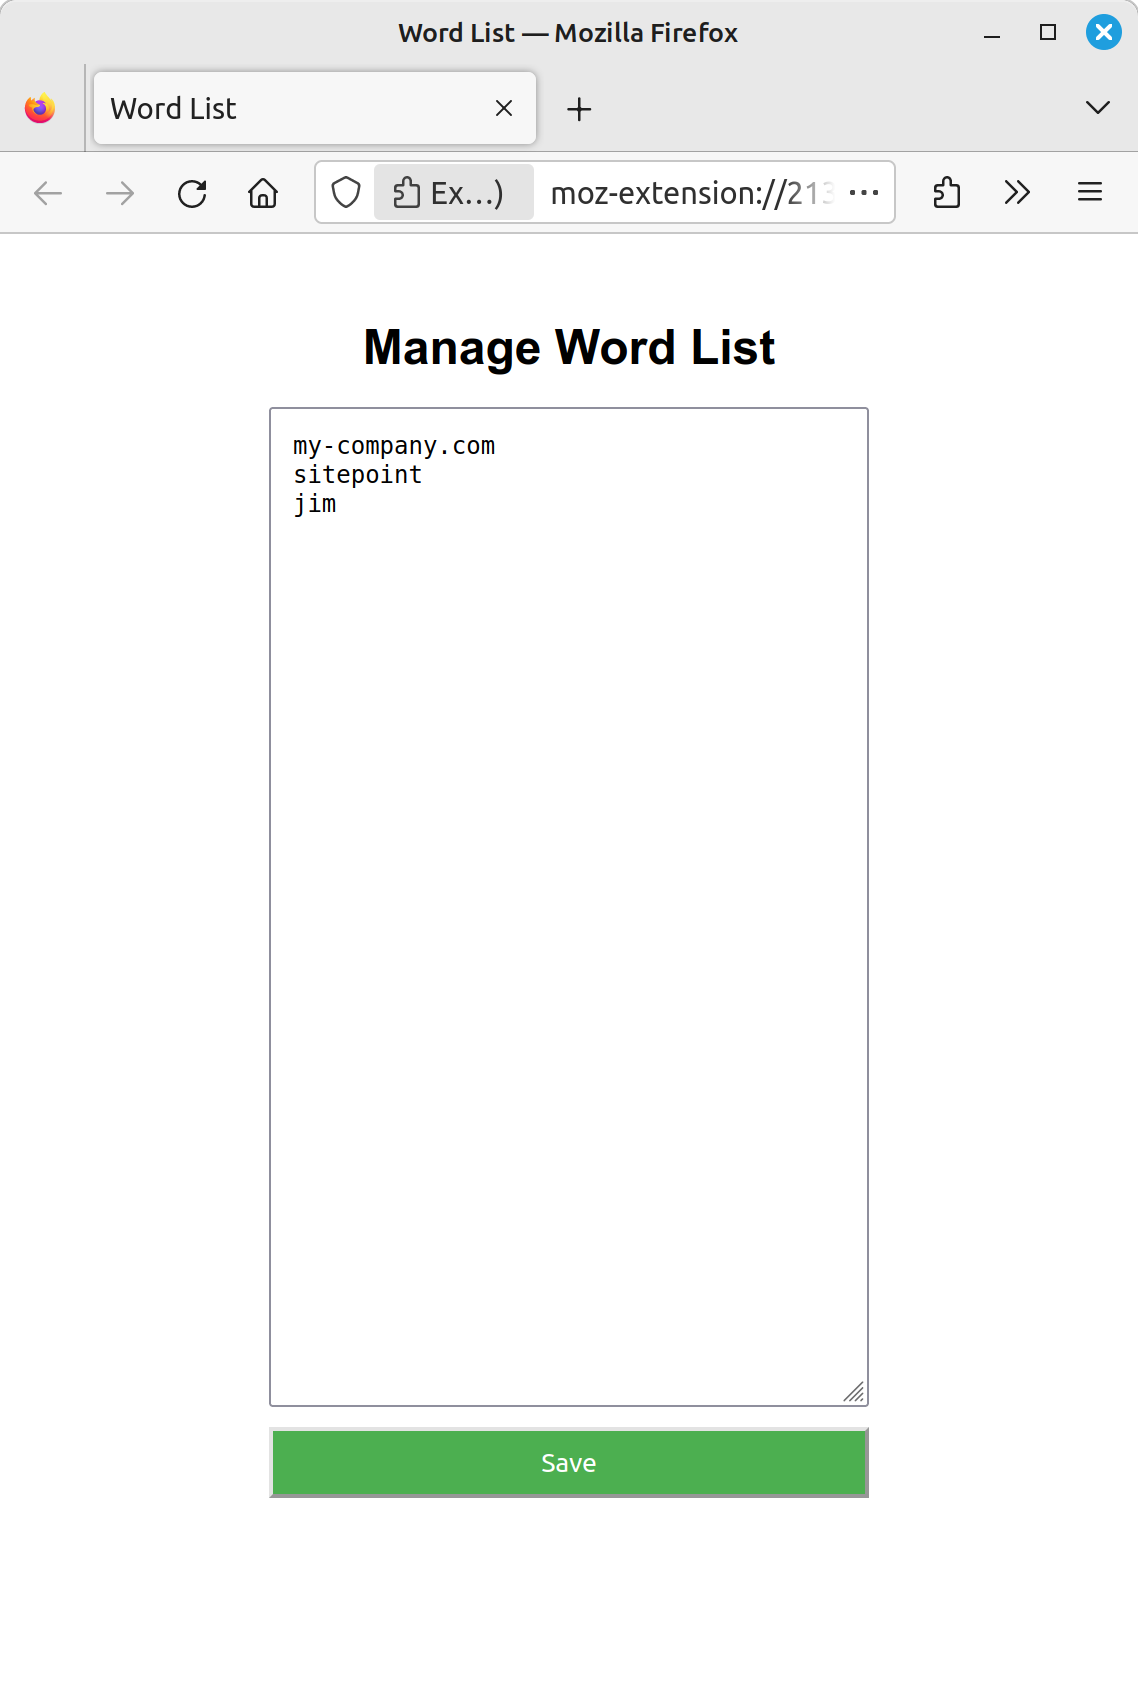 Word List — Mozilla Firefox
Word List
Ex...)
moz-extension://213
Manage Word List
my-company.com
sitepoint
jim
Save